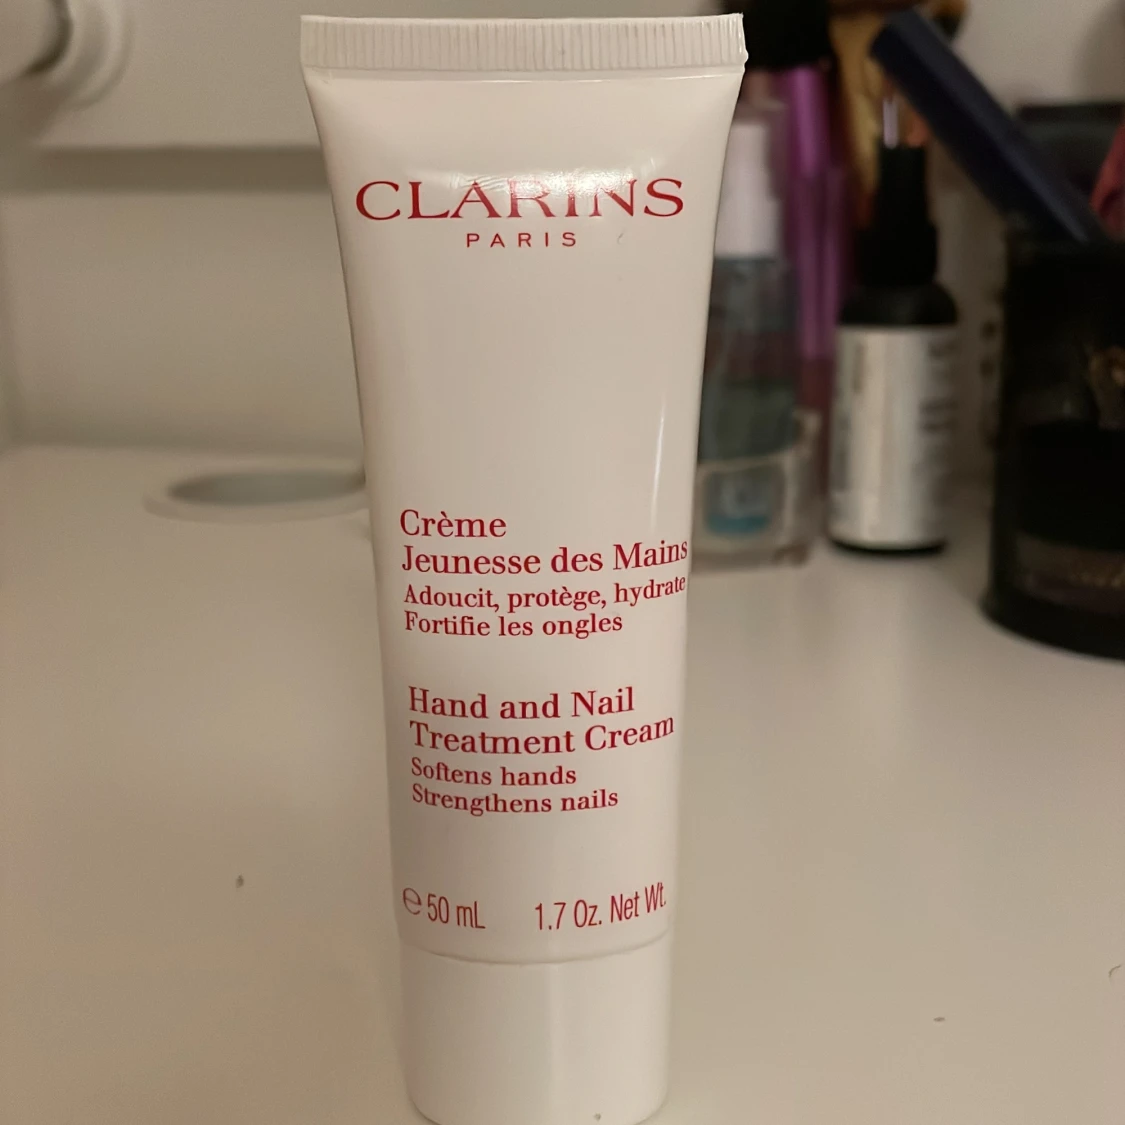 CLARINS
PARIS
Crème
Jeunesse des Mains
Adoucit, protège, hydrate
Fortifie les ongles
Hand and Nail
Treatment Cream
Softens hands
Strengthens nails
℮ 50 mL 1.7 Oz. Net Wt.